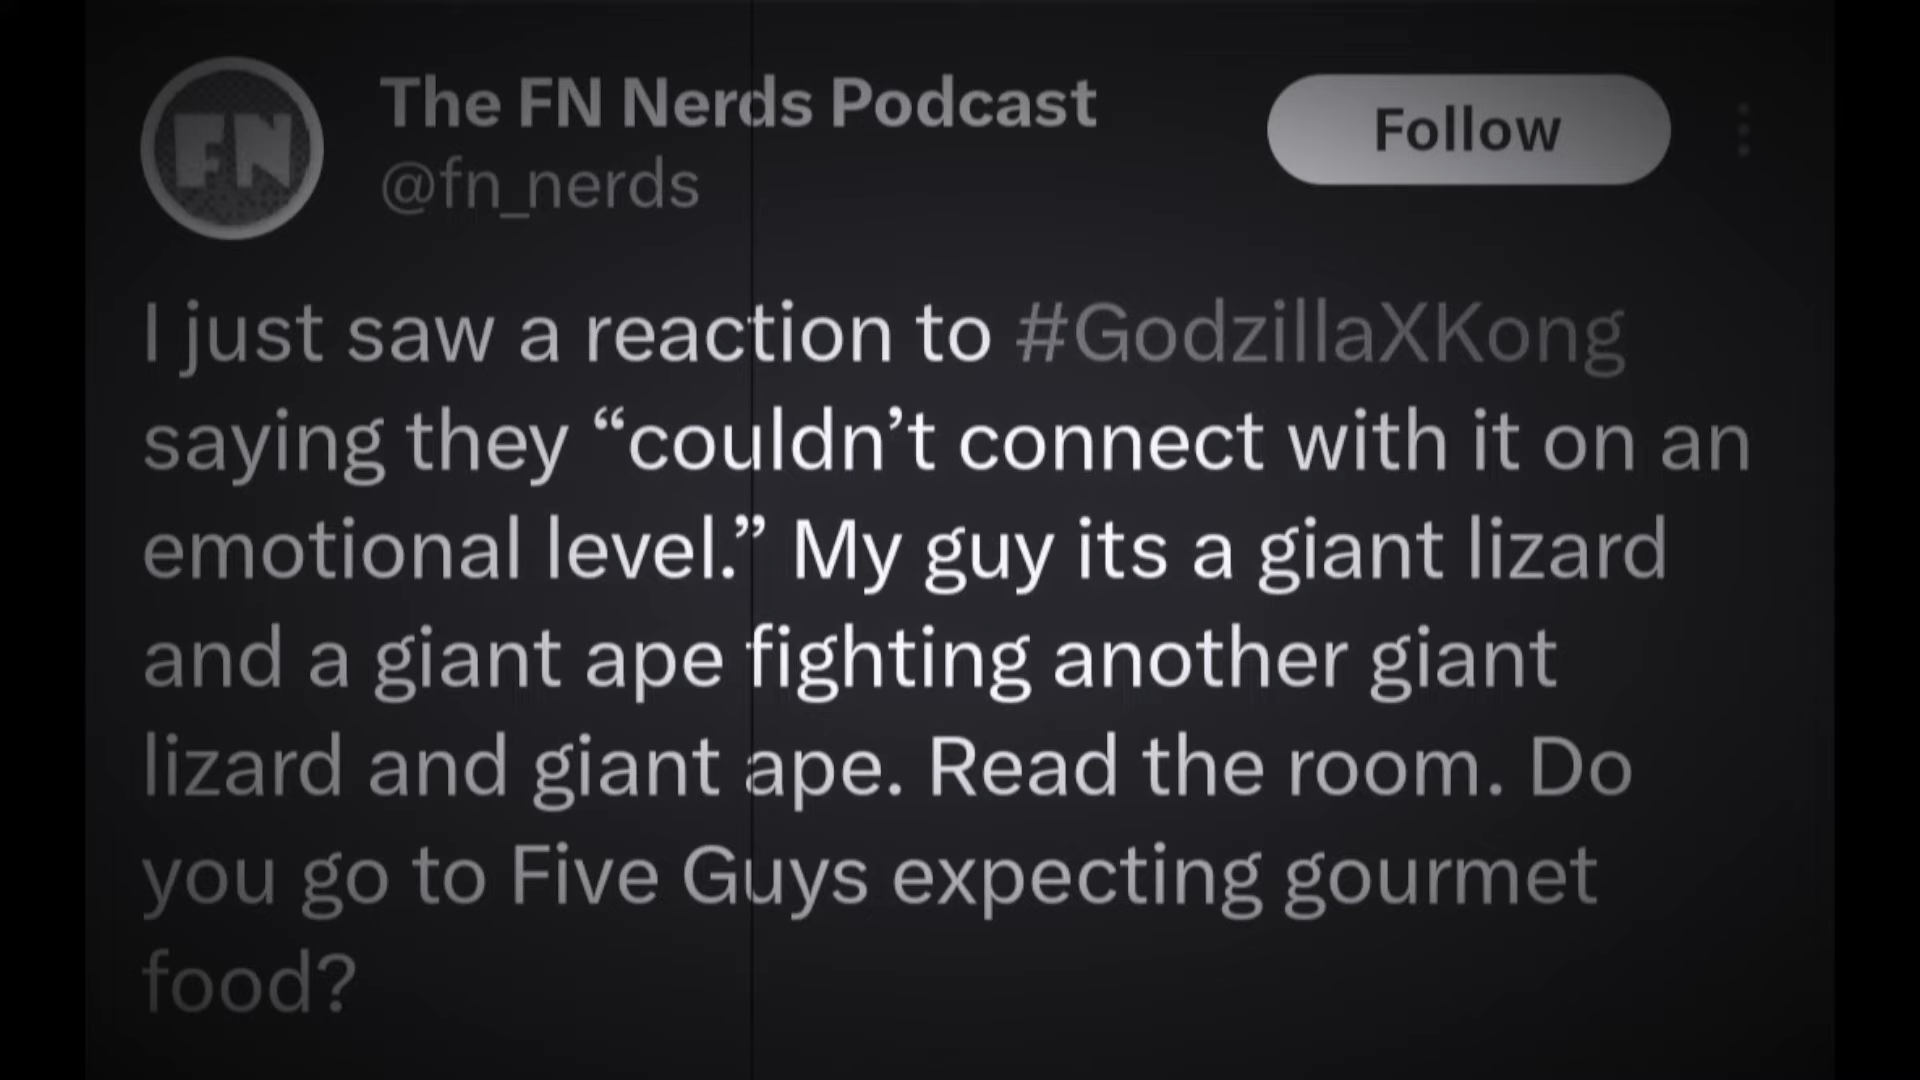 FN
The FN Nerds Podcast
@fn_nerds
Follow
I just saw a reaction to #GodzillaXKong
saying they “couldn’t connect with it on an
emotional level.” My guy its a giant lizard
and a giant ape fighting another giant
lizard and giant ape. Read the room. Do
you go to Five Guys expecting gourmet
food?